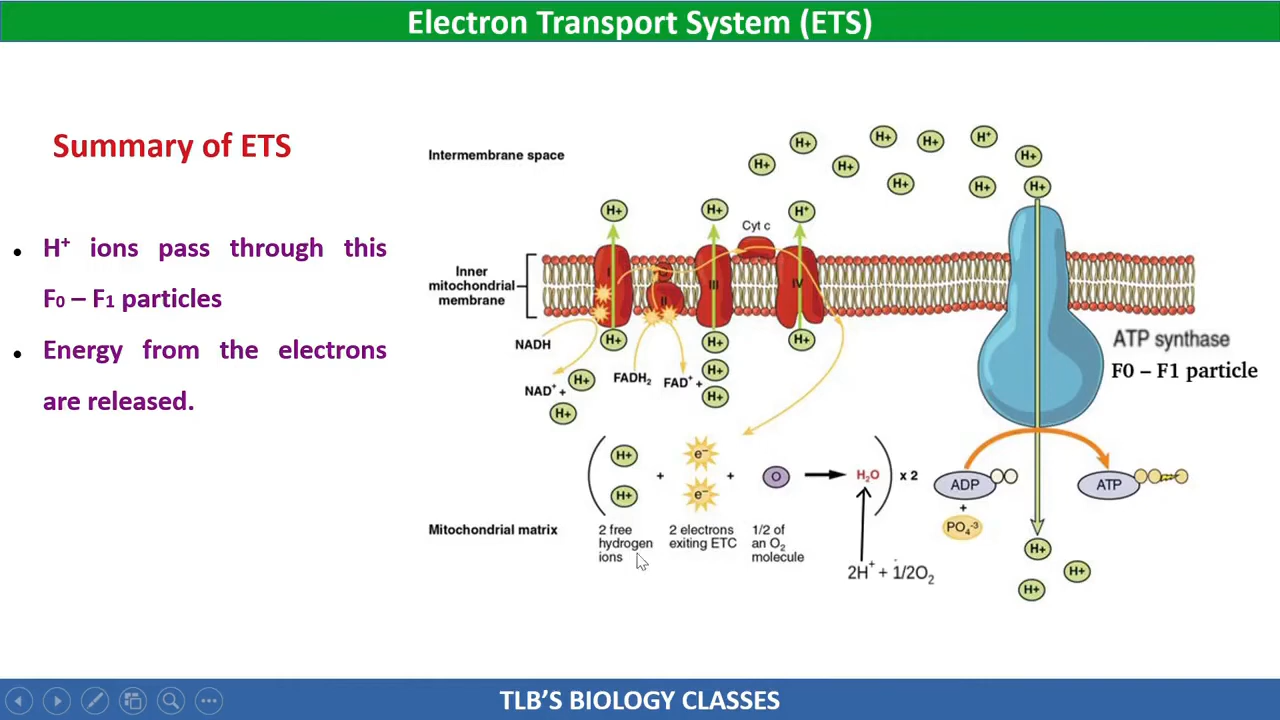 Electron Transport System (ETS)
Summary of ETS
• H⁺ ions pass through this
F₀ – F₁ particles
• Energy from the electrons
are released.
Intermembrane space
H+
H+
H+
H+
H+
H⁺
H+
H+
H+
H+
H+
H+
H⁺
Cyt c
Inner
mitochondrial
membrane
I
Q
II
III
IV
NADH
H+
H+
H+
NAD⁺ +
H+
H+
FADH₂
FAD⁺ +
H+
H+
ATP synthase
F0 – F1 particle
H+
H+
+
e⁻
e⁻
+
O
H₂O
x 2
ADP
ATP
+
PO₄⁻³
Mitochondrial matrix
2 free
hydrogen
ions
2 electrons
exiting ETC
1/2 of
an O₂
molecule
2H⁺ + 1/2O₂
H+
H+
H+
TLB'S BIOLOGY CLASSES